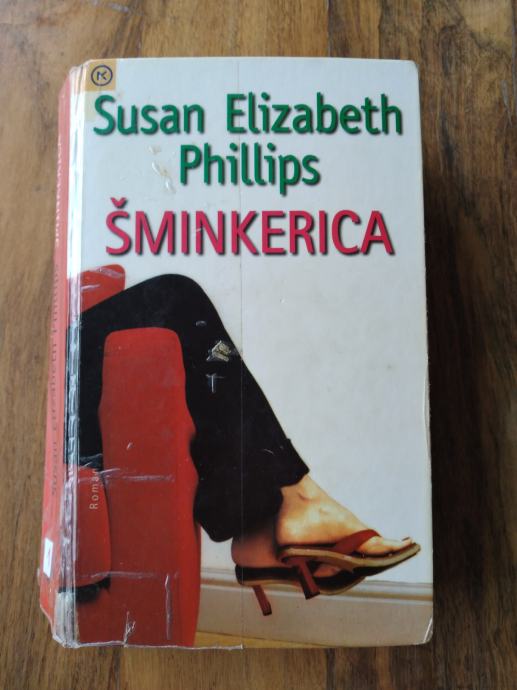 Susan Elizabeth
Phillips
ŠMINKERICA
Roman